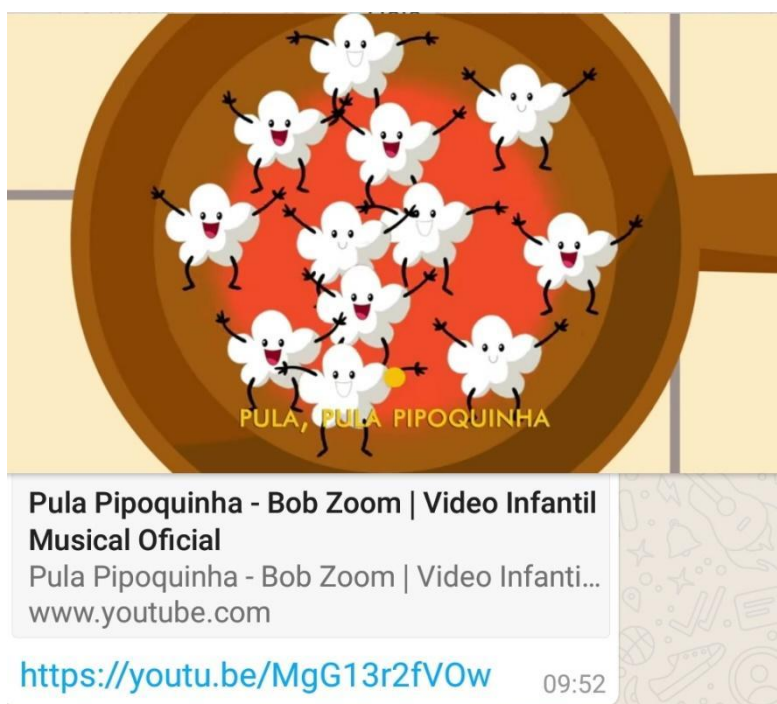 PULA, PULA PIPOQUINHA
Pula Pipoquinha - Bob Zoom | Video Infantil
Musical Oficial
Pula Pipoquinha - Bob Zoom | Video Infanti...
www.youtube.com
https://youtu.be/MgG13r2fVOw
09:52